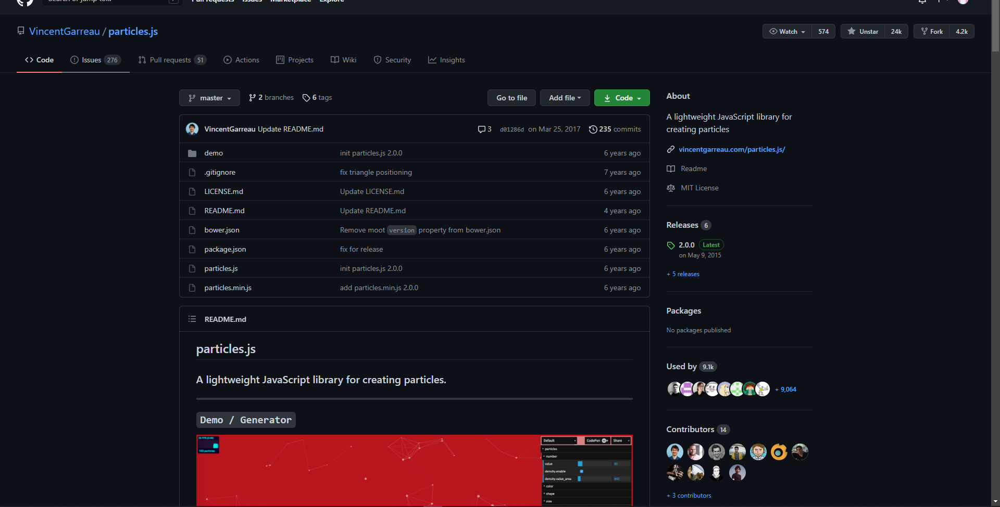 Search or jump to...
/
Pull requests Issues Marketplace Explore
VincentGarreau / particles.js
Watch 574
Unstar 24k
Fork 4.2k
Code
Issues 276
Pull requests 51
Actions
Projects
Wiki
Security
Insights
master
2 branches
6 tags
Go to file
Add file
Code
VincentGarreau Update README.md
3
d01286d on Mar 25, 2017
235 commits
demo init particles.js 2.0.0 6 years ago
.gitignore fix triangle positioning 7 years ago
LICENSE.md Update LICENSE.md 6 years ago
README.md Update README.md 4 years ago
bower.json Remove moot version property from bower.json 6 years ago
package.json fix for release 6 years ago
particles.js init particles.js 2.0.0 6 years ago
particles.min.js add particles.min.js 2.0.0 6 years ago
README.md
particles.js
A lightweight JavaScript library for creating particles.
Demo / Generator
Default CodePen Share
particles
number
value 80
density.enable
density.value_area 800
color
shape
size
About
A lightweight JavaScript library for
creating particles
vincentgarreau.com/particles.js/
Readme
MIT License
Releases 6
2.0.0 Latest
on May 9, 2015
+ 5 releases
Packages
No packages published
Used by 9.1k
+ 9,064
Contributors 14
+ 3 contributors